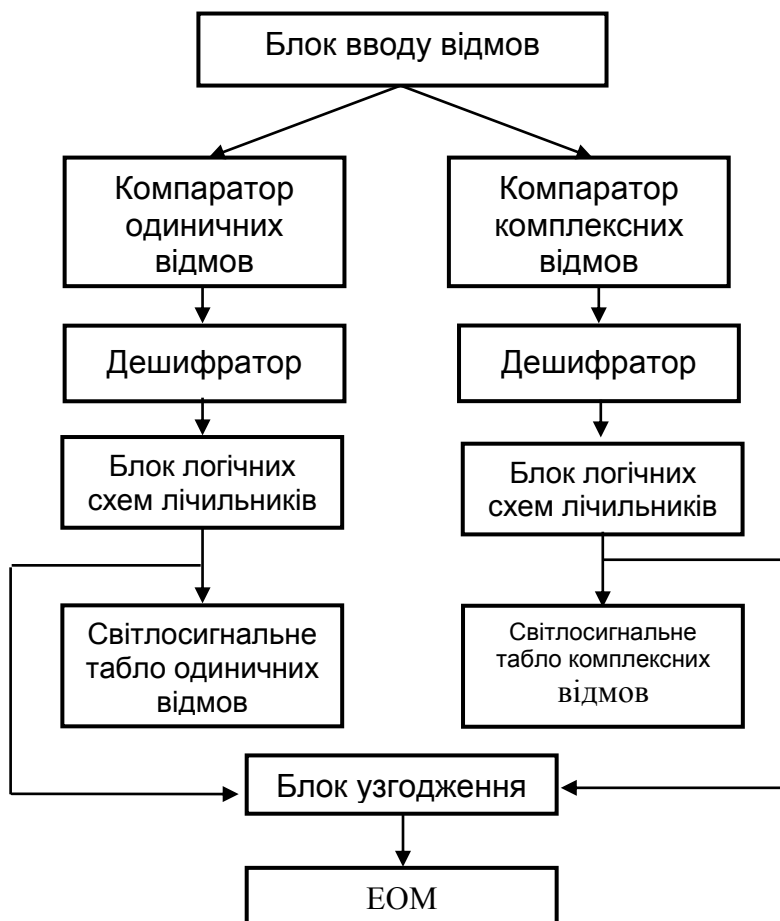 Блок вводу відмов
Компаратор
одиничних
відмов
Компаратор
комплексних
відмов
Дешифратор
Дешифратор
Блок логічних
схем лічильників
Блок логічних
схем лічильників
Світлосигнальне
табло одиничних
відмов
Світлосигнальне
табло комплексних
відмов
Блок узгодження
ЕОМ